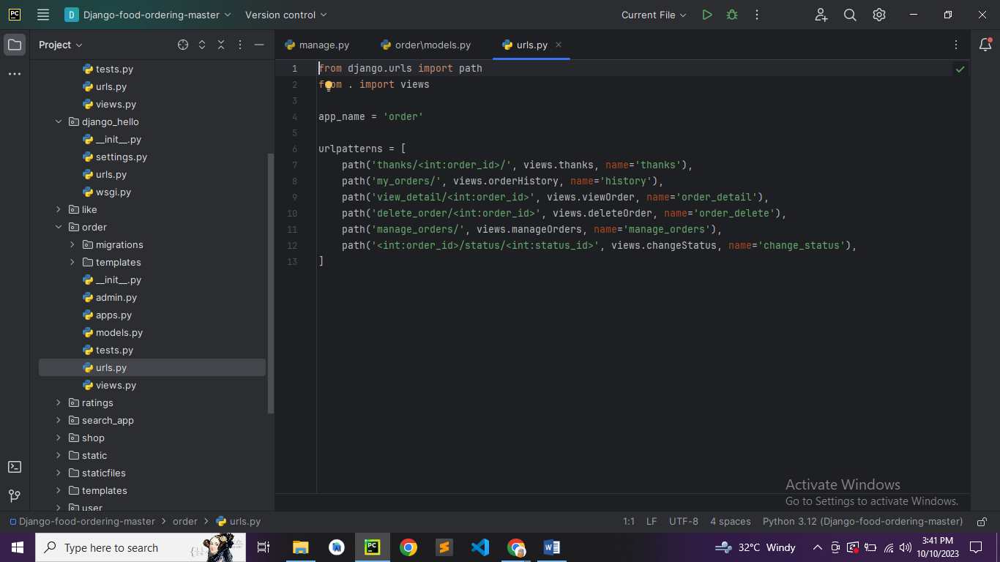 PC
D Django-food-ordering-master Version control Current File
Project
manage.py order\models.py urls.py
tests.py
urls.py
views.py
django_hello
__init__.py
settings.py
urls.py
wsgi.py
like
order
migrations
templates
__init__.py
admin.py
apps.py
models.py
tests.py
urls.py
views.py
ratings
search_app
shop
static
staticfiles
templates
user
1 from django.urls import path
2 from . import views
3
4 app_name = 'order'
5
6 urlpatterns = [
7 path('thanks/<int:order_id>/', views.thanks, name='thanks'),
8 path('my_orders/', views.orderHistory, name='history'),
9 path('view_detail/<int:order_id>', views.viewOrder, name='order_detail'),
10 path('delete_order/<int:order_id>', views.deleteOrder, name='order_delete'),
11 path('manage_orders/', views.manageOrders, name='manage_orders'),
12 path('<int:order_id>/status/<int:status_id>', views.changeStatus, name='change_status'),
13 ]
Activate Windows
Go to Settings to activate Windows.
Django-food-ordering-master > order > urls.py
1:1 LF UTF-8 4 spaces Python 3.12 (Django-food-ordering-master)
Type here to search
PC
32°C Windy
3:41 PM
10/10/2023